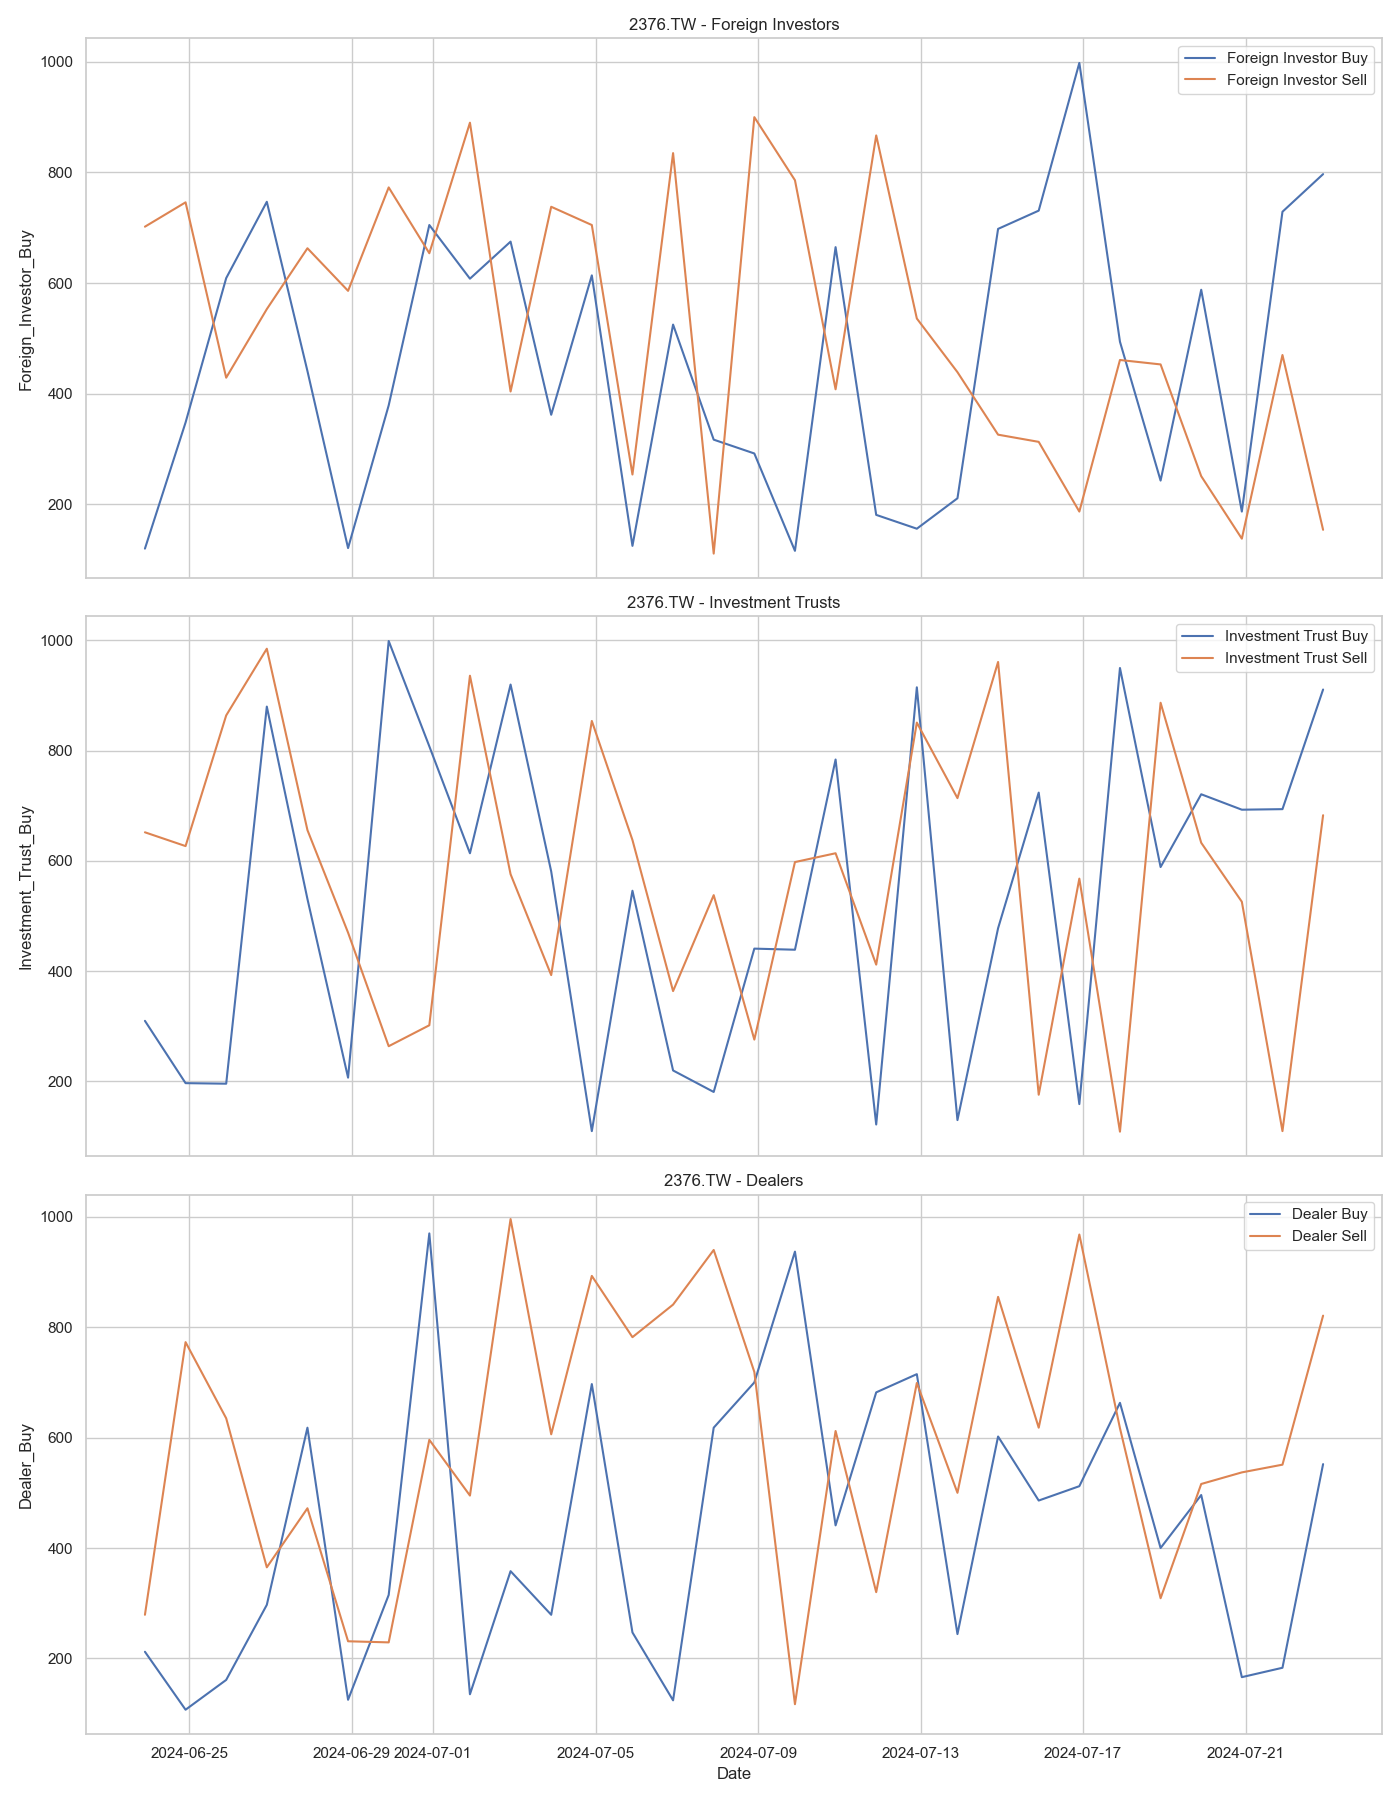 2376.TW - Foreign Investors
Foreign Investor Buy
Foreign Investor Sell
Foreign_Investor_Buy
1000
800
600
400
200
2376.TW - Investment Trusts
Investment Trust Buy
Investment Trust Sell
Investment_Trust_Buy
1000
800
600
400
200
2376.TW - Dealers
Dealer Buy
Dealer Sell
Dealer_Buy
1000
800
600
400
200
2024-06-25 2024-06-29 2024-07-01 2024-07-05 2024-07-09 2024-07-13 2024-07-17 2024-07-21
Date